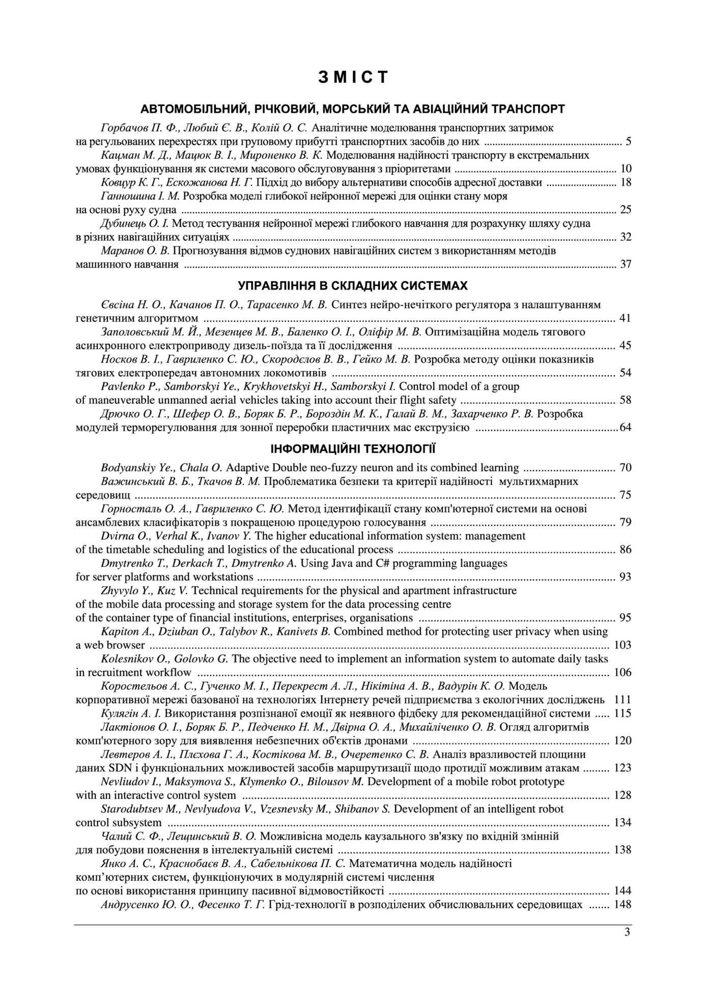 З М І С Т
АВТОМОБІЛЬНИЙ, РІЧКОВИЙ, МОРСЬКИЙ ТА АВІАЦІЙНИЙ ТРАНСПОРТ
Горбачов П. Ф., Любий Є. В., Колій О. С. Аналітичне моделювання транспортних затримок
на регульованих перехрестях при груповому прибутті транспортних засобів до них ................................................ 5
Кацман М. Д., Мацюк В. І., Мироненко В. К. Моделювання надійності транспорту в екстремальних
умовах функціонування як системи масового обслуговування з пріоритетами ........................................................ 10
Ковцур К. Г., Ескожанова Н. Г. Підхід до вибору альтернативи способів адресної доставки ........................ 18
Ганношина І. М. Розробка моделі глибокої нейронної мережі для оцінки стану моря
на основі руху судна ........................................................................................................................ 25
Дубинець О. І. Метод тестування нейронної мережі глибокого навчання для розрахунку шляху судна
в різних навігаційних ситуаціях ........................................................................................................................ 32
Маранов О. В. Прогнозування відмов суднових навігаційних систем з використанням методів
машинного навчання ........................................................................................................................ 37
УПРАВЛІННЯ В СКЛАДНИХ СИСТЕМАХ
Євсіна Н. О., Качанов П. О., Тарасенко М. В. Синтез нейро-нечіткого регулятора з налаштуванням
генетичним алгоритмом ........................................................................................................................ 41
Заполовський М. Й., Мезенцев М. В., Баленко О. І., Оліфір М. В. Оптимізаційна модель тягового
асинхронного електроприводу дизель-поїзда та її дослідження ........................................................................ 45
Носков В. І., Гавриленко С. Ю., Скороdєлов В. В., Гейко М. В. Розробка методу оцінки показників
тягових електропередач автономних локомотивів ................................................................................................ 54
Pavlenko P., Samborskyi Ye., Krykhovetskyi H., Samborskyi I. Control model of a group
of maneuverable unmanned aerial vehicles taking into account their flight safety .................................................... 58
Дрючко О. Г., Шефер О. В., Боряк Б. Р., Бороздін М. К., Галай В. М., Захарченко Р. В. Розробка
модулей терморегулювання для зонної переробки пластичних мас екструзією ................................................64
ІНФОРМАЦІЙНІ ТЕХНОЛОГІЇ
Bodyanskiy Ye., Chala O. Adaptive Double neo-fuzzy neuron and its combined learning ................................ 70
Важинський В. Б., Ткачов В. М. Проблематика безпеки та критерії надійності мультихмарних
середовищ ........................................................................................................................ 75
Горносталь О. А., Гавриленко С. Ю. Метод ідентифікації стану комп'ютерної системи на основі
ансамблевих класифікаторів з покращеною процедурою голосування ................................................................ 79
Dvirna O., Verhal K., Ivanov Y. The higher educational information system: management
of the timetable scheduling and logistics of the educational process ........................................................................ 86
Dmytrenko T., Derkach T., Dmytrenko A. Using Java and C# programming languages
for server platforms and workstations ........................................................................................................................ 93
Zhyvylo Y., Kuz V. Technical requirements for the physical and apartment infrastructure
of the mobile data processing and storage system for the data processing centre
of the container type of financial institutions, enterprises, organisations ................................................................ 95
Kapiton A., Dziuban O., Talybov R., Kanivets B. Combined method for protecting user privacy when using
a web browser ........................................................................................................................ 103
Kolesnikov O., Golovko G. The objective need to implement an information system to automate daily tasks
in recruitment workflow ........................................................................................................................ 106
Коростельов А. С., Гученко М. І., Перекрест А. Л., Нікітіна А. В., Вадурін К. О. Модель
корпоративної мережі базованої на технологіях Інтернету речей підприємства з екологічних досліджень 111
Кулягін А. І. Використання розпізнаної емоції як неявного фідбеку для рекомендаційної системи ..... 115
Лактіонов О. І., Боряк Б. Р., Педченко Н. М., Двірна О. А., Михайліченко О. В. Огляд алгоритмів
комп'ютерного зору для виявлення небезпечних об'єктів дронами ........................................................................ 120
Левтеров А. І., Плєхова Г. А., Костікова М. В., Очеретенко С. В. Аналіз вразливостей площини
даних SDN і функціональних можливостей засобів маршрутизації щодо протидії можливим атакам ......... 123
Nevliudov I., Maksymova S., Klymenko O., Bilousov M. Development of a mobile robot prototype
with an interactive control system ........................................................................................................................ 128
Starodubtsev M., Nevlyudova V., Vzesnevsky M., Shibanov S. Development of an intelligent robot
control subsystem ........................................................................................................................ 134
Чалий С. Ф., Лещинський В. О. Можливісна модель каузального зв'язку по вхідній змінній
для побудови пояснення в інтелектуальній системі ................................................................................................ 138
Янко А. С., Краснобаєв В. А., Сабельнікова П. С. Математична модель надійності
комп’ютерних систем, функціонуючих в модулярній системі числення
по основі використання принципу пасивної відмовостійкості ........................................................................ 144
Андрусенко Ю. О., Фесенко Т. Г. Грід-технології в розподілених обчислювальних середовищах ....... 148
3